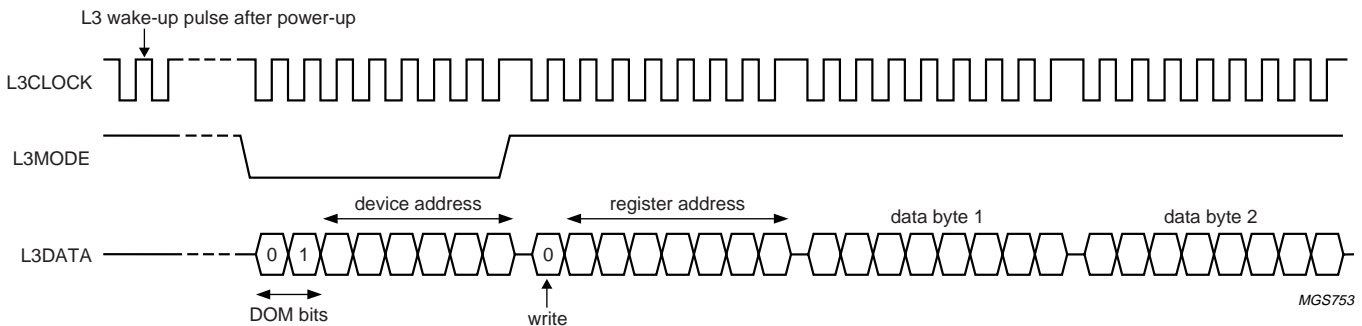 L3 wake-up pulse after power-up
L3CLOCK
L3MODE
device address
register address
data byte 1
data byte 2
L3DATA
0
1
0
DOM bits
write
MGS753